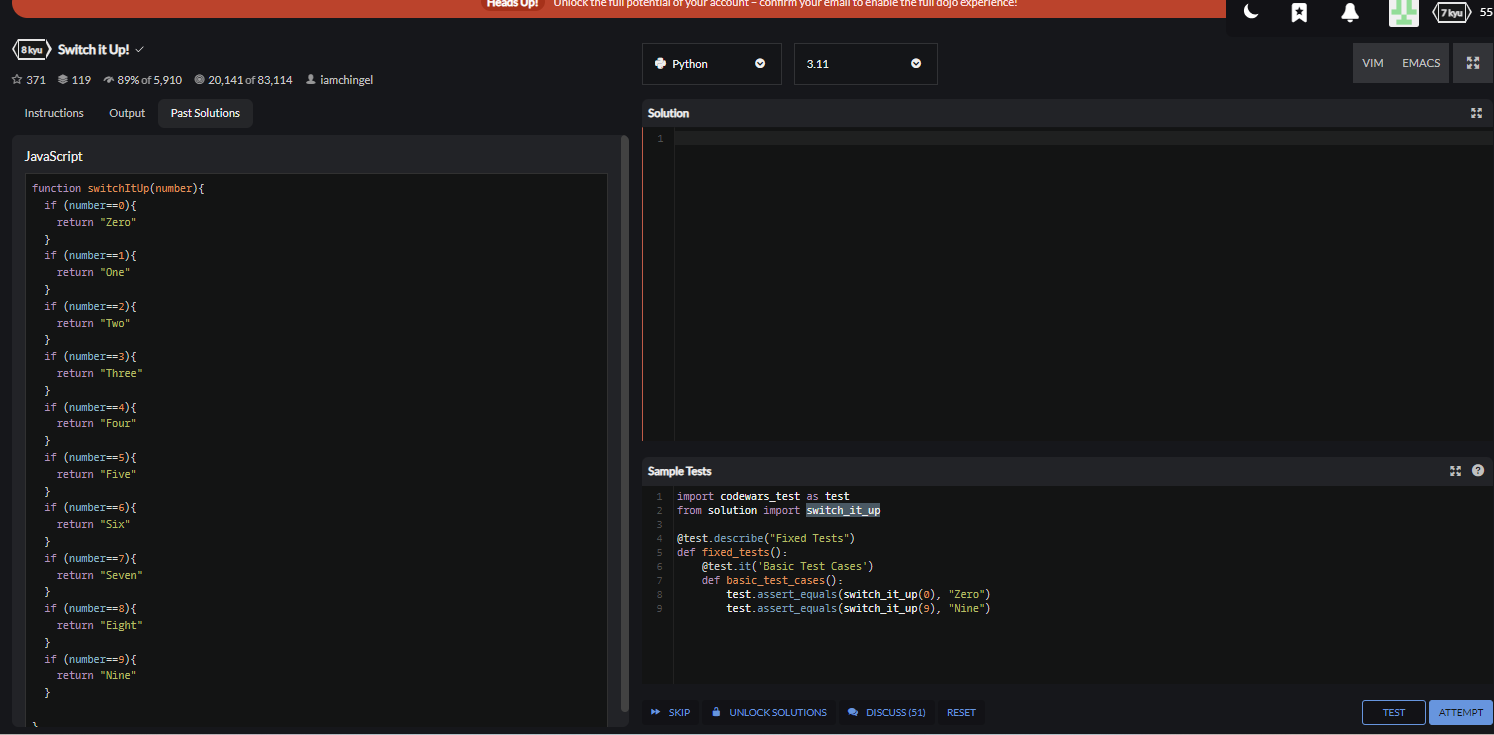 Heads Up! Unlock the full potential of your account – confirm your email to enable the full dojo experience!
7 kyu 55
8 kyu Switch it Up!
371 119 89% of 5,910 20,141 of 83,114 iamchingel
Instructions Output Past Solutions
JavaScript
function switchItUp(number){
  if (number==0){
    return "Zero"
  }
  if (number==1){
    return "One"
  }
  if (number==2){
    return "Two"
  }
  if (number==3){
    return "Three"
  }
  if (number==4){
    return "Four"
  }
  if (number==5){
    return "Five"
  }
  if (number==6){
    return "Six"
  }
  if (number==7){
    return "Seven"
  }
  if (number==8){
    return "Eight"
  }
  if (number==9){
    return "Nine"
  }
}
Python 3.11 VIM EMACS
Solution
1
Sample Tests
1 import codewars_test as test
2 from solution import switch_it_up
3
4 @test.describe("Fixed Tests")
5 def fixed_tests():
6     @test.it('Basic Test Cases')
7     def basic_test_cases():
8         test.assert_equals(switch_it_up(0), "Zero")
9         test.assert_equals(switch_it_up(9), "Nine")
SKIP UNLOCK SOLUTIONS DISCUSS (51) RESET TEST ATTEMPT